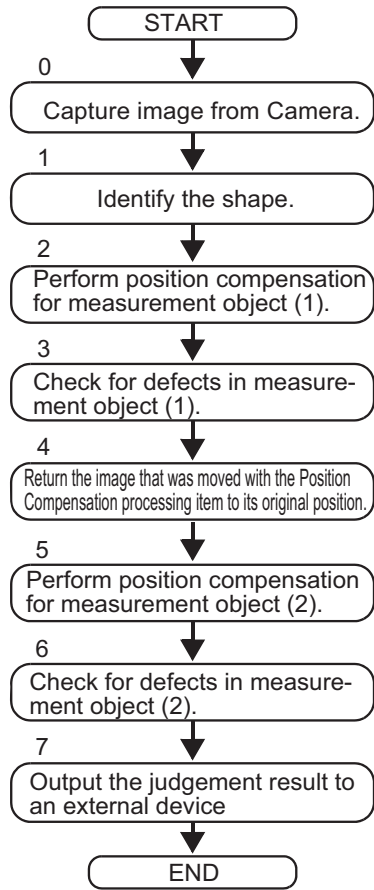 START
0
Capture image from Camera.
1
Identify the shape.
2
Perform position compensation
for measurement object (1).
3
Check for defects in measure-
ment object (1).
4
Return the image that was moved with the Position
Compensation processing item to its original position.
5
Perform position compensation
for measurement object (2).
6
Check for defects in measure-
ment object (2).
7
Output the judgement result to
an external device
END